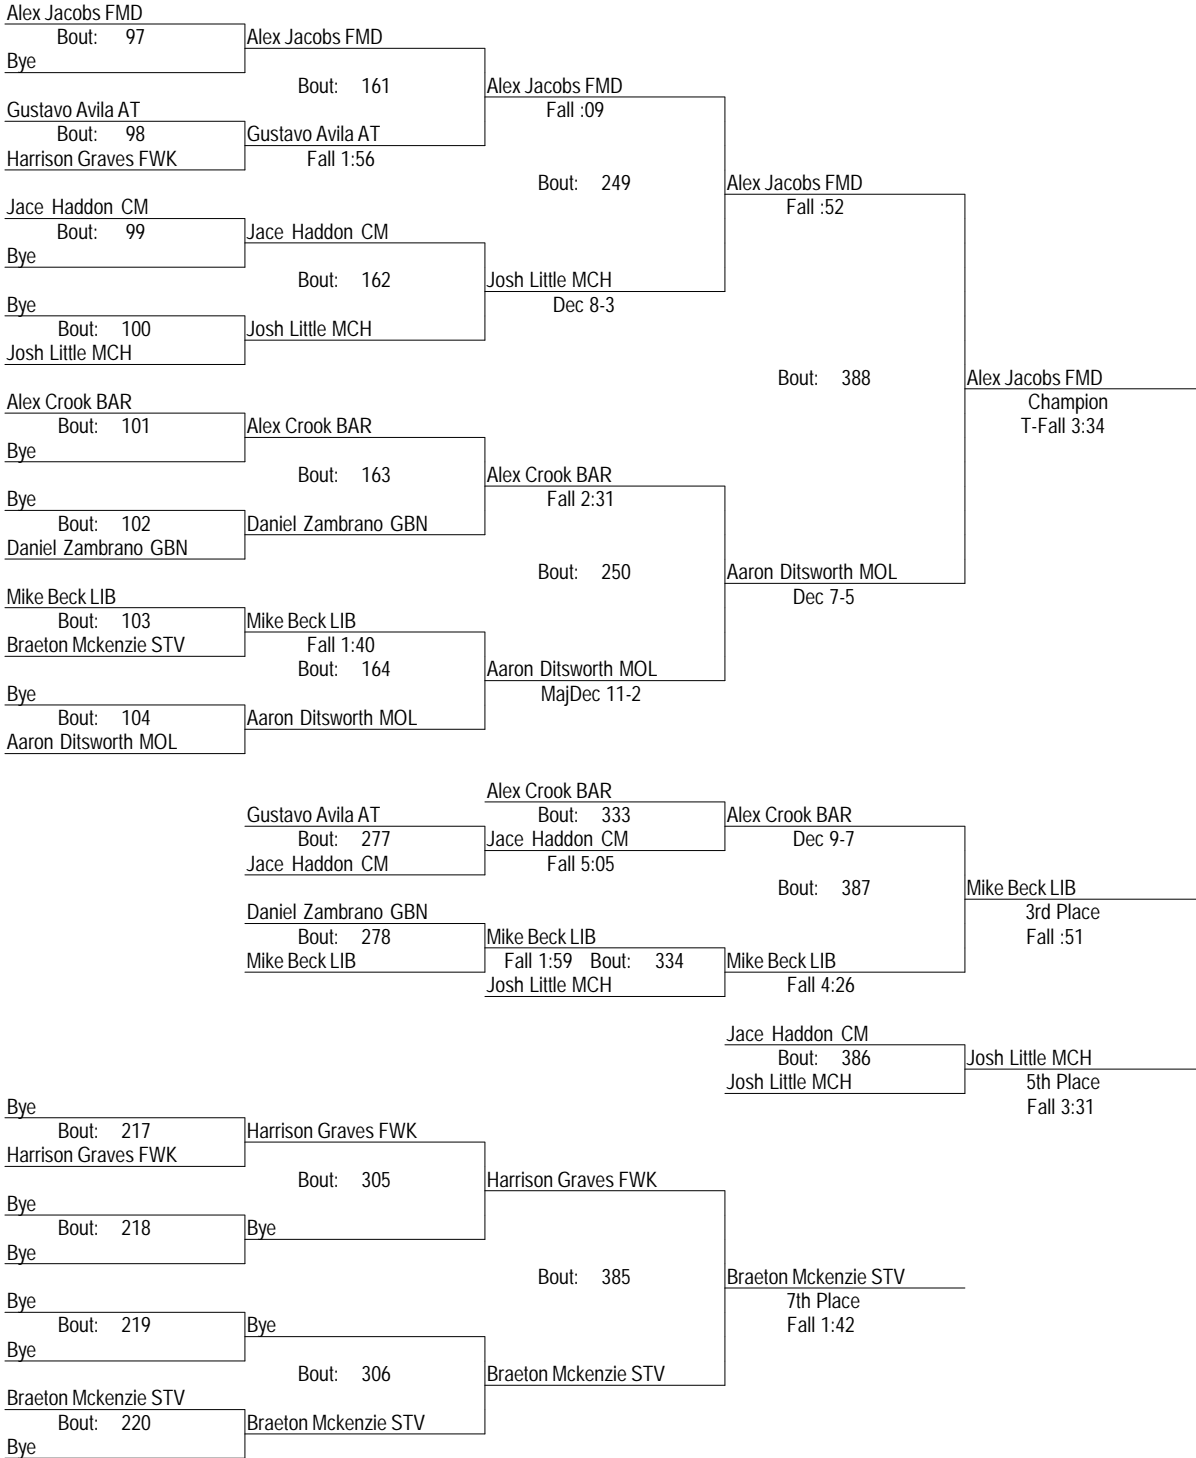 Alex Jacobs FMD
Bout: 97
Alex Jacobs FMD
Bye
Bout: 161
Alex Jacobs FMD
Gustavo Avila AT
Fall :09
Bout: 98
Gustavo Avila AT
Harrison Graves FWK
Fall 1:56
Bout: 249
Alex Jacobs FMD
Jace Haddon CM
Fall :52
Bout: 99
Jace Haddon CM
Bye
Bout: 162
Josh Little MCH
Bye
Dec 8-3
Bout: 100
Josh Little MCH
Josh Little MCH
Bout: 388
Alex Jacobs FMD
Alex Crook BAR
Champion
Bout: 101
Alex Crook BAR
T-Fall 3:34
Bye
Bout: 163
Alex Crook BAR
Bye
Fall 2:31
Bout: 102
Daniel Zambrano GBN
Daniel Zambrano GBN
Bout: 250
Aaron Ditsworth MOL
Mike Beck LIB
Dec 7-5
Bout: 103
Mike Beck LIB
Braeton Mckenzie STV
Fall 1:40
Bout: 164
Aaron Ditsworth MOL
Bye
MajDec 11-2
Bout: 104
Aaron Ditsworth MOL
Aaron Ditsworth MOL
Alex Crook BAR
Gustavo Avila AT
Bout: 333
Alex Crook BAR
Bout: 277
Jace Haddon CM
Dec 9-7
Jace Haddon CM
Fall 5:05
Bout: 387
Mike Beck LIB
Daniel Zambrano GBN
3rd Place
Bout: 278
Mike Beck LIB
Fall :51
Mike Beck LIB
Fall 1:59 Bout: 334
Mike Beck LIB
Josh Little MCH
Fall 4:26
Jace Haddon CM
Bout: 386
Josh Little MCH
Josh Little MCH
5th Place
Bye
Fall 3:31
Bout: 217
Harrison Graves FWK
Harrison Graves FWK
Bout: 305
Harrison Graves FWK
Bye
Bout: 218
Bye
Bye
Bout: 385
Braeton Mckenzie STV
Bye
7th Place
Bout: 219
Bye
Fall 1:42
Bye
Bout: 306
Braeton Mckenzie STV
Braeton Mckenzie STV
Bout: 220
Braeton Mckenzie STV
Bye